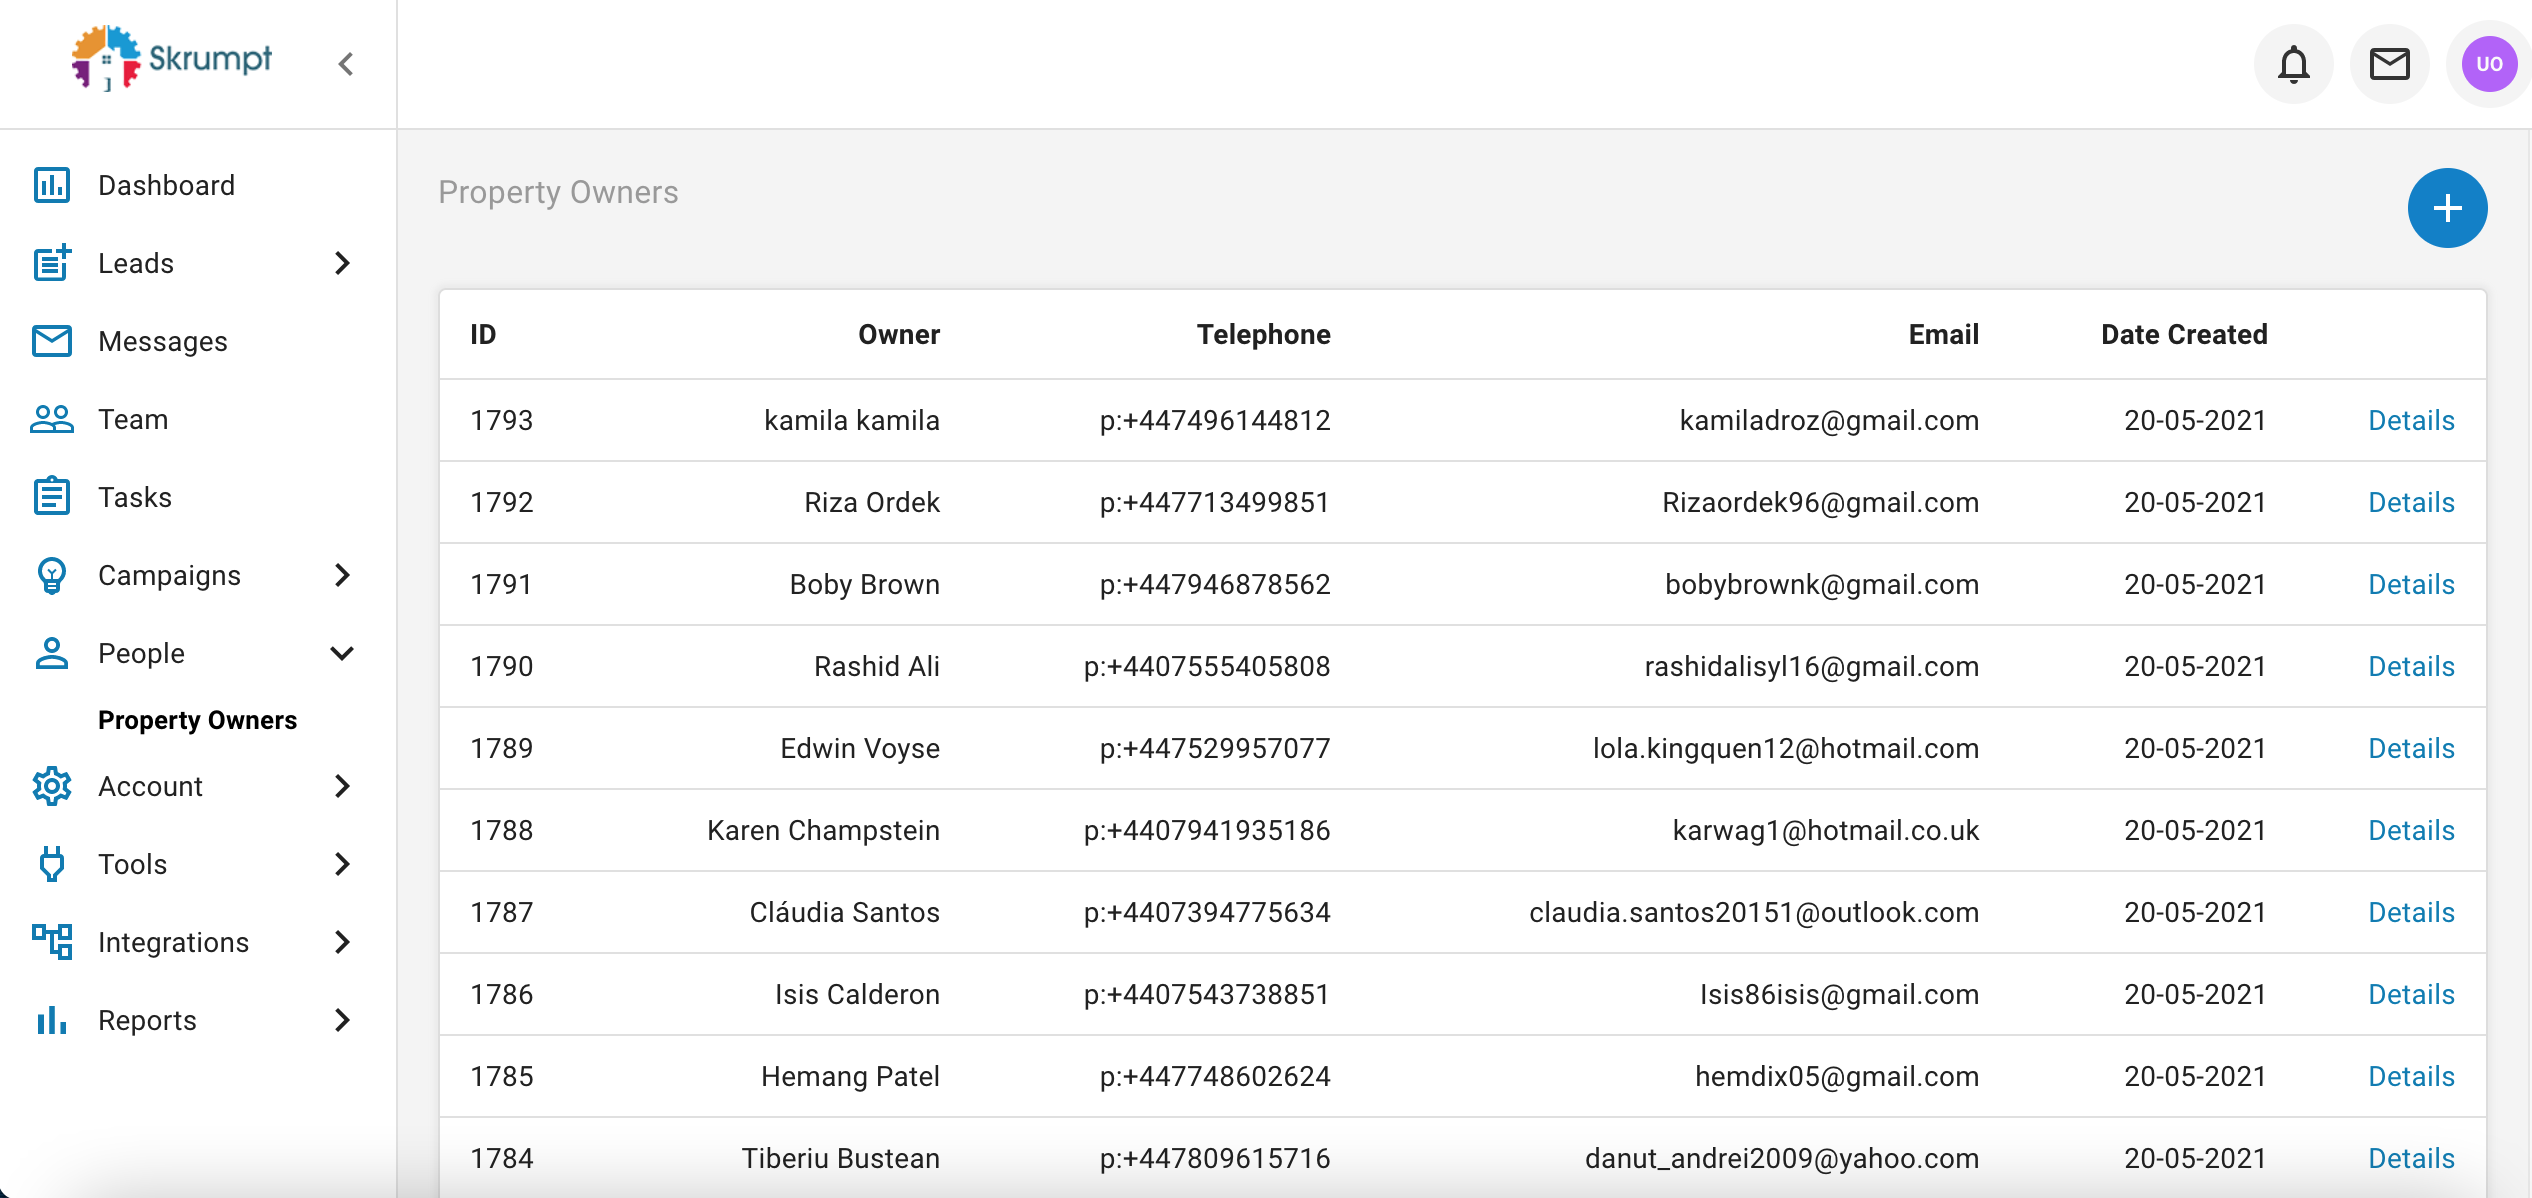 Skrumpt
UO
Dashboard
Leads
Messages
Team
Tasks
Campaigns
People
Property Owners
Account
Tools
Integrations
Reports
Property Owners
ID Owner Telephone Email Date Created
1793 kamila kamila p:+447496144812 kamiladroz@gmail.com 20-05-2021 Details
1792 Riza Ordek p:+447713499851 Rizaordek96@gmail.com 20-05-2021 Details
1791 Boby Brown p:+447946878562 bobybrownk@gmail.com 20-05-2021 Details
1790 Rashid Ali p:+4407555405808 rashidalisyl16@gmail.com 20-05-2021 Details
1789 Edwin Voyse p:+447529957077 lola.kingquen12@hotmail.com 20-05-2021 Details
1788 Karen Champstein p:+4407941935186 karwag1@hotmail.co.uk 20-05-2021 Details
1787 Cláudia Santos p:+4407394775634 claudia.santos20151@outlook.com 20-05-2021 Details
1786 Isis Calderon p:+4407543738851 Isis86isis@gmail.com 20-05-2021 Details
1785 Hemang Patel p:+447748602624 hemdix05@gmail.com 20-05-2021 Details
1784 Tiberiu Bustean p:+447809615716 danut_andrei2009@yahoo.com 20-05-2021 Details